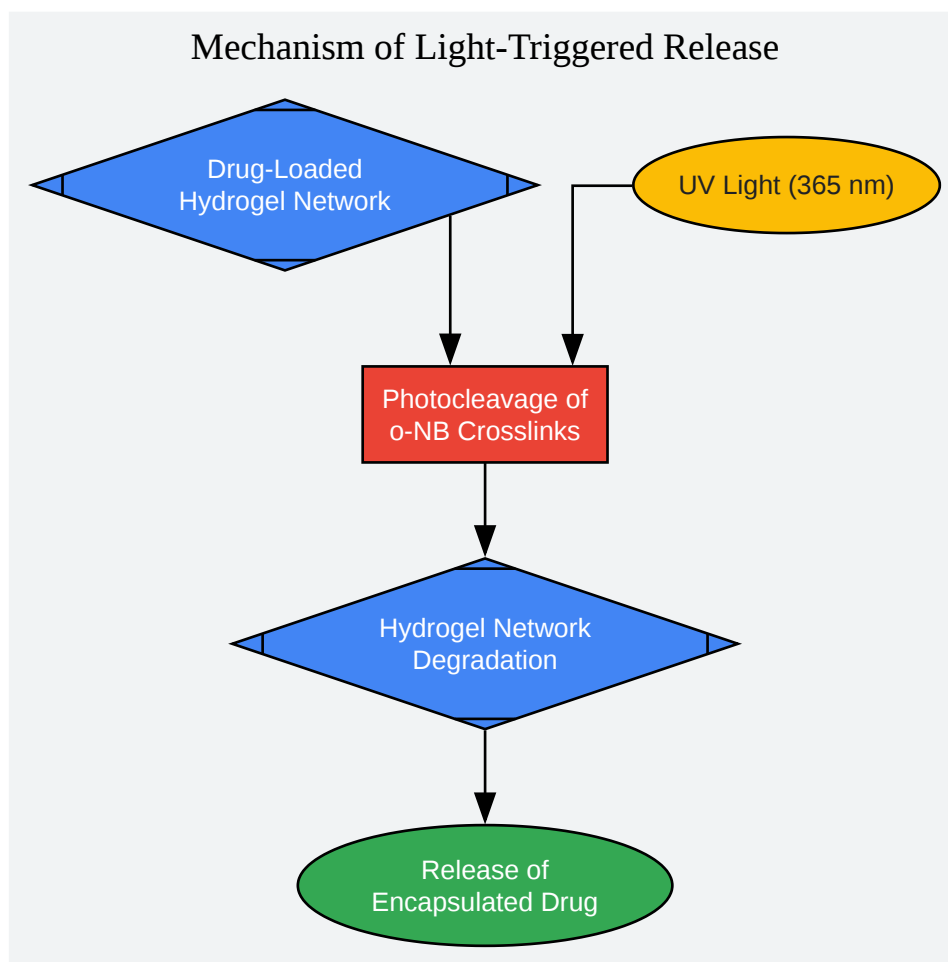 Mechanism of Light-Triggered Release
Drug-Loaded
Hydrogel Network
UV Light (365 nm)
Photocleavage of
o-NB Crosslinks
Hydrogel Network
Degradation
Release of
Encapsulated Drug